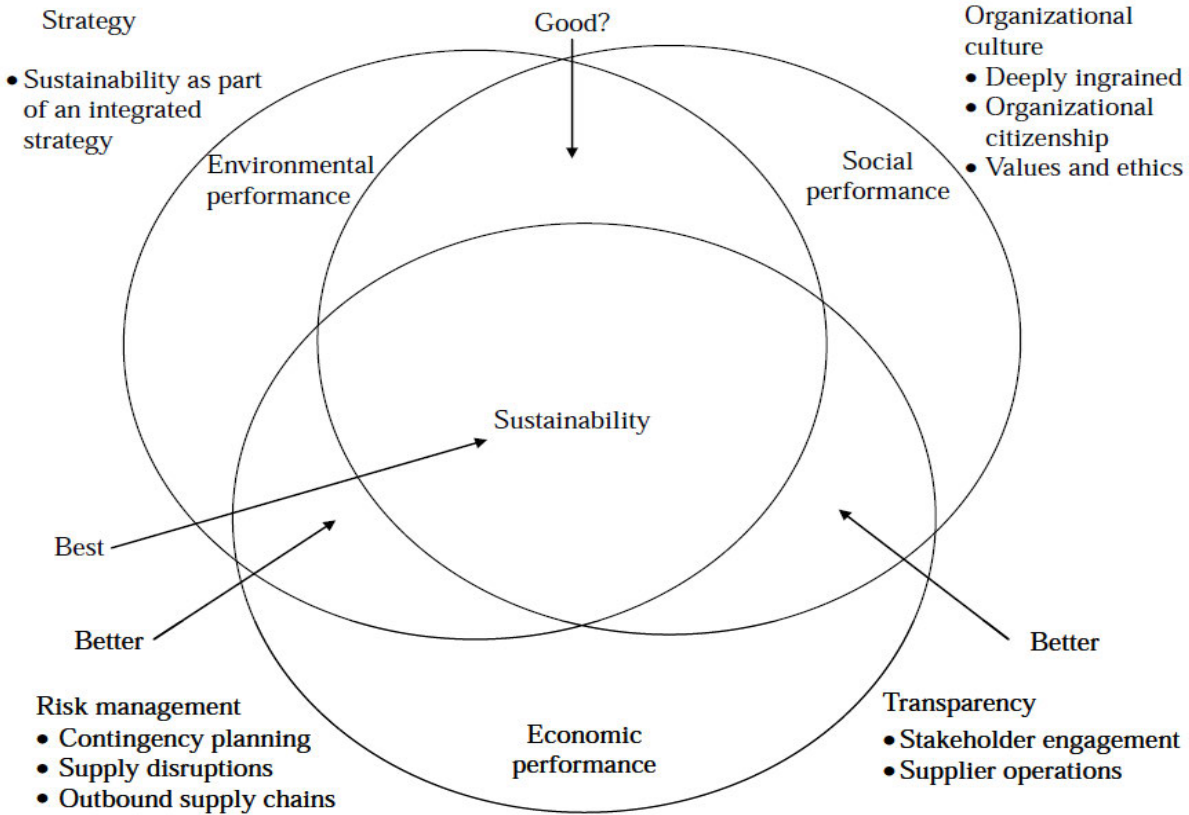 Strategy
• Sustainability as part
of an integrated
strategy
Good?
Organizational
culture
• Deeply ingrained
• Organizational
citizenship
• Values and ethics
Environmental
performance
Social
performance
Sustainability
Best
Better
Better
Risk management
• Contingency planning
• Supply disruptions
• Outbound supply chains
Economic
performance
Transparency
• Stakeholder engagement
• Supplier operations